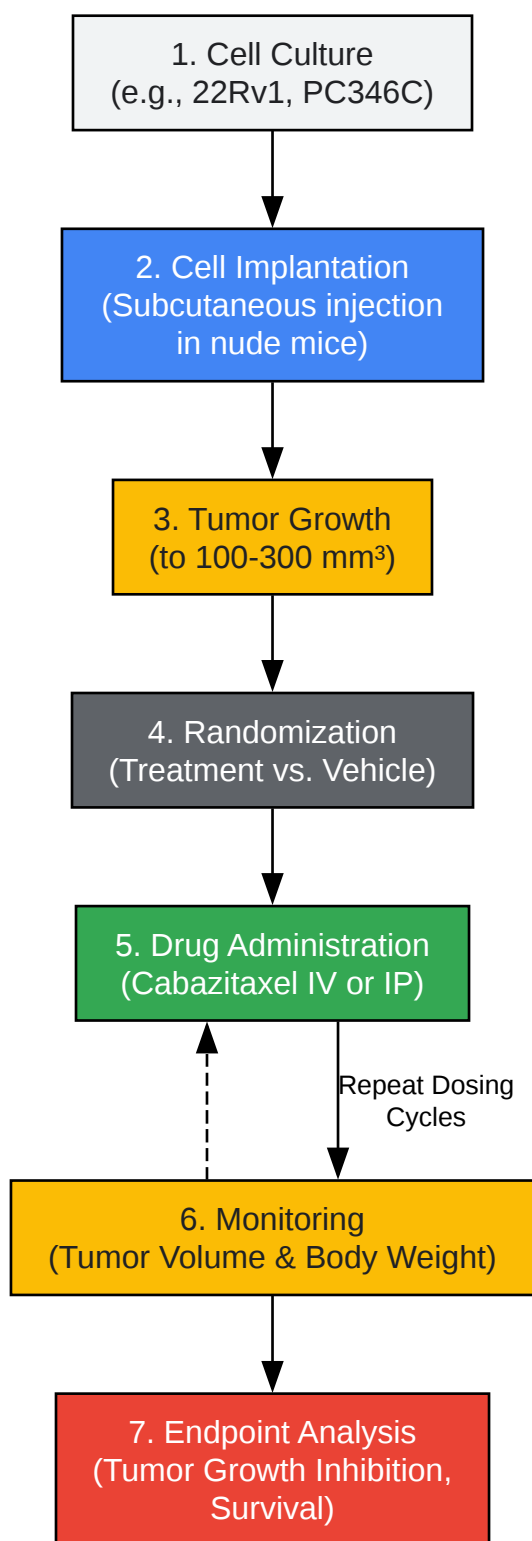 1. Cell Culture
(e.g., 22Rv1, PC346C)
2. Cell Implantation
(Subcutaneous injection
in nude mice)
3. Tumor Growth
(to 100-300 mm³)
4. Randomization
(Treatment vs. Vehicle)
5. Drug Administration
(Cabazitaxel IV or IP)
Repeat Dosing
Cycles
6. Monitoring
(Tumor Volume & Body Weight)
7. Endpoint Analysis
(Tumor Growth Inhibition,
Survival)